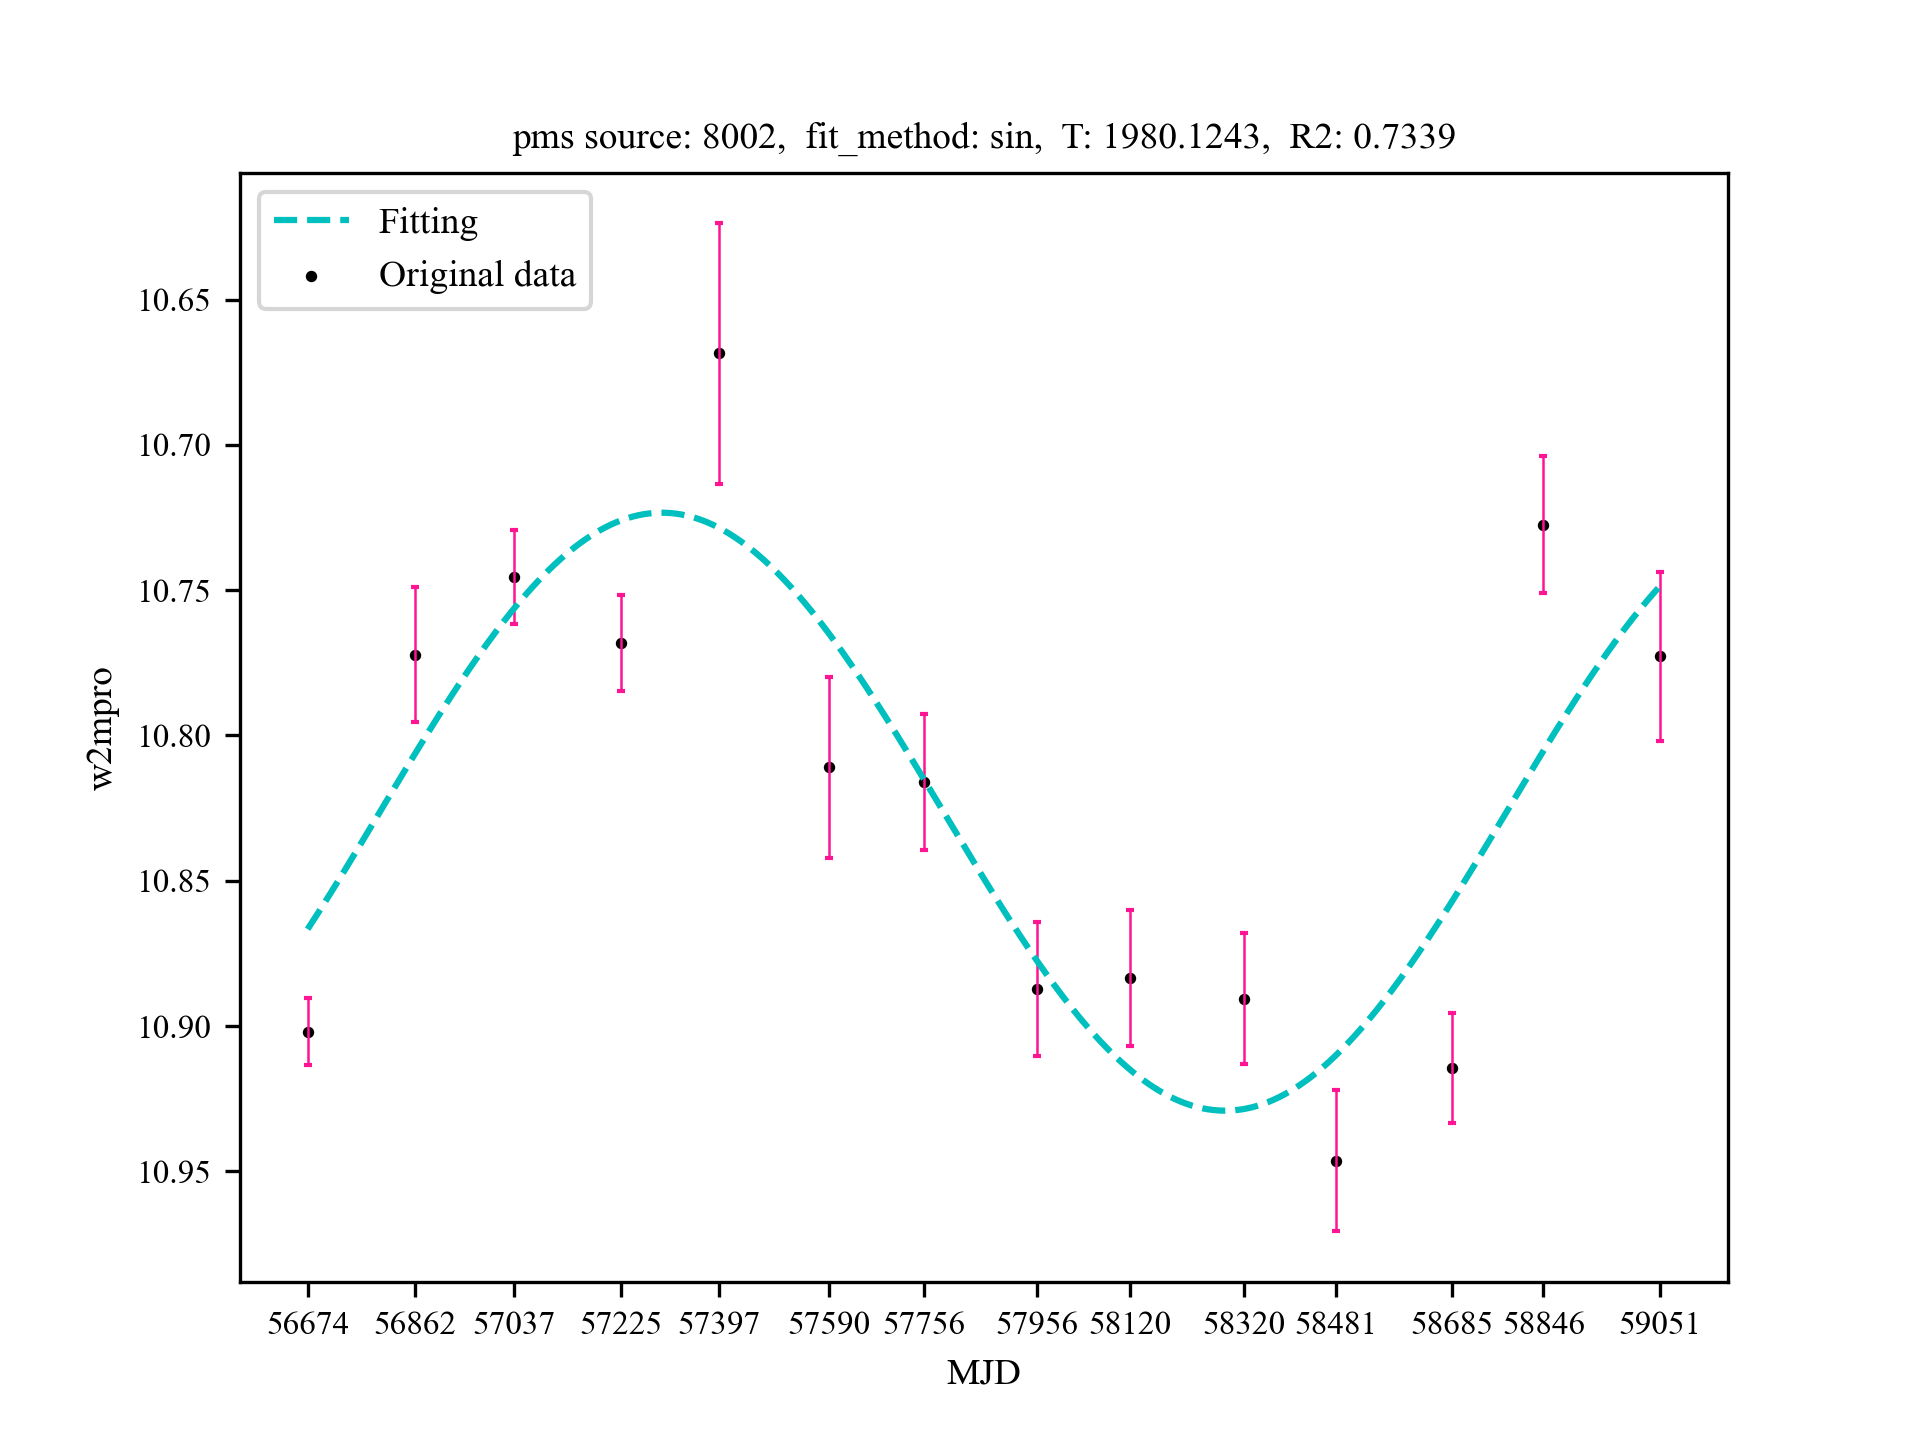 pms source: 8002,  fit_method: sin,  T: 1980.1243,  R2: 0.7339
Fitting
Original data
10.65
10.70
10.75
10.80
10.85
10.90
10.95
w2mpro
56674 56862 57037 57225 57397 57590 57756 57956 58120 58320 58481 58685 58846 59051
MJD